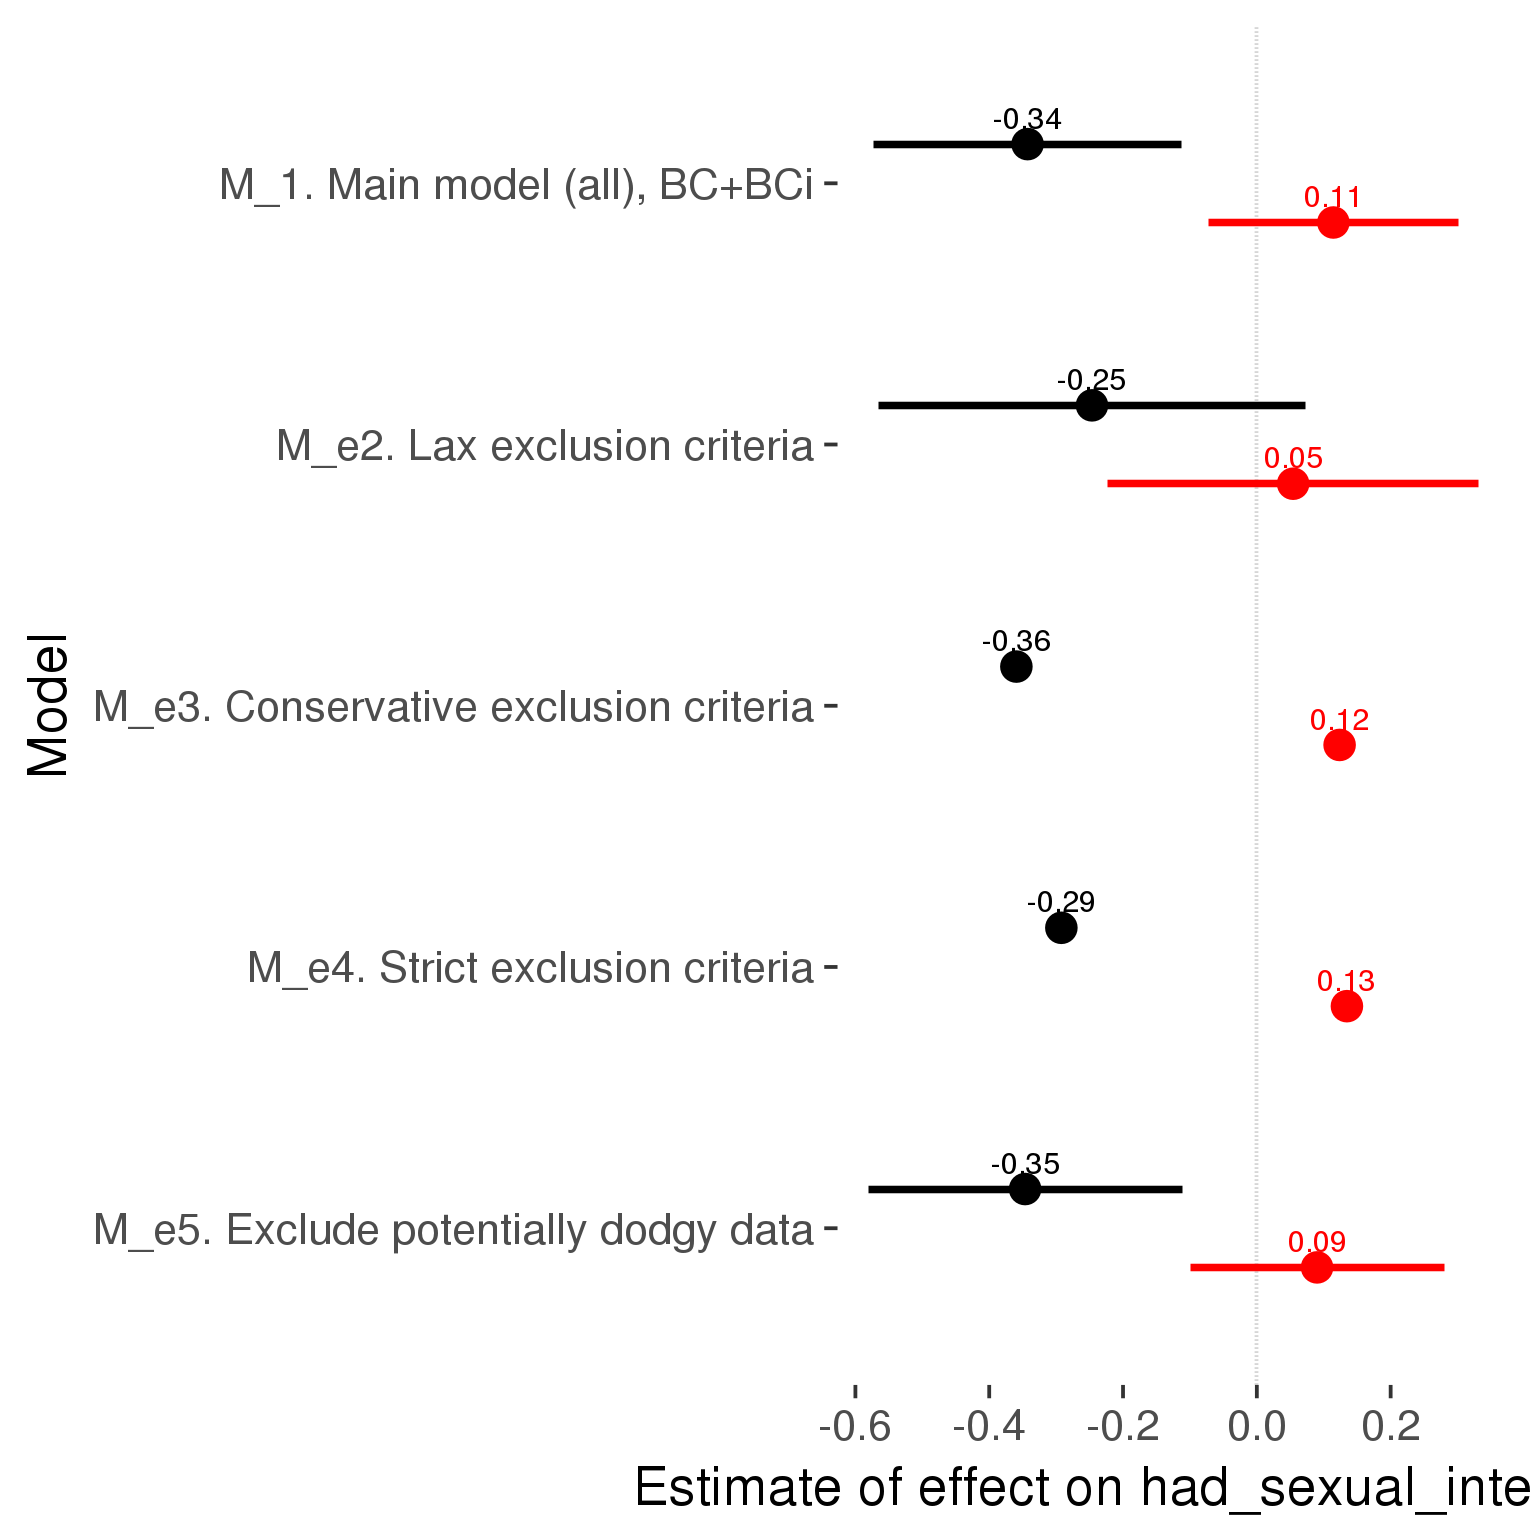 -0.34
M_1. Main model (all), BC+BCi
0.11
-0.25
M_e2. Lax exclusion criteria
0.05
-0.36
M_e3. Conservative exclusion criteria
0.12
-0.29
M_e4. Strict exclusion criteria
0.13
-0.35
M_e5. Exclude potentially dodgy data
0.09
Model
-0.6 -0.4 -0.2 0.0 0.2
Estimate of effect on had_sexual_inte